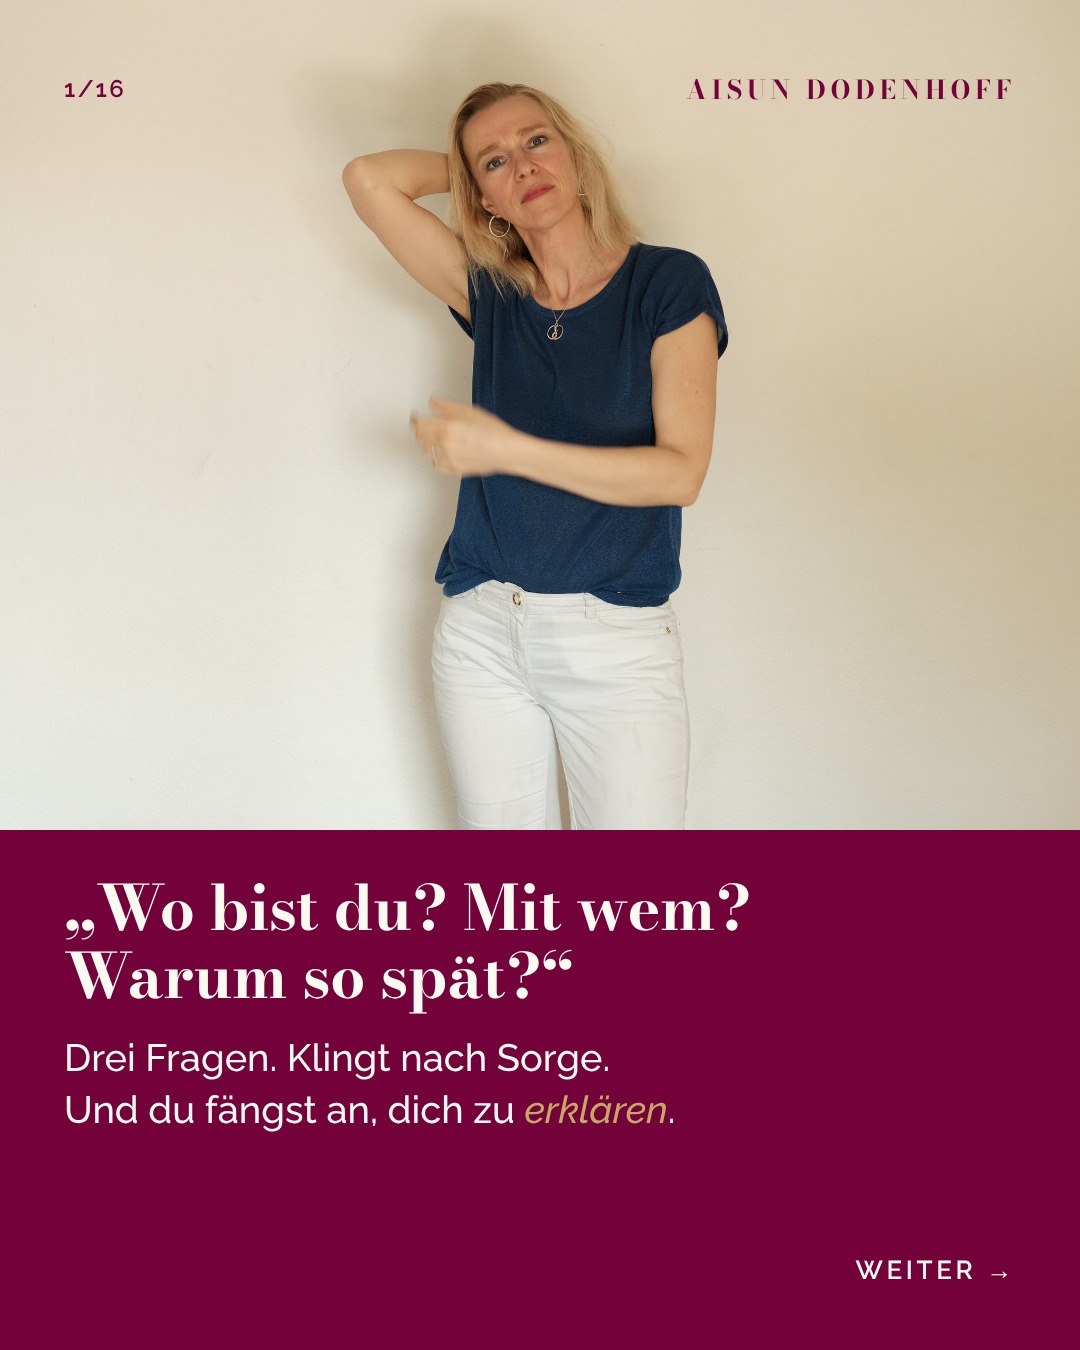 1/16
AISUN DODENHOFF
„Wo bist du? Mit wem?
Warum so spät?“
Drei Fragen. Klingt nach Sorge.
Und du fängst an, dich zu erklären.
WEITER →